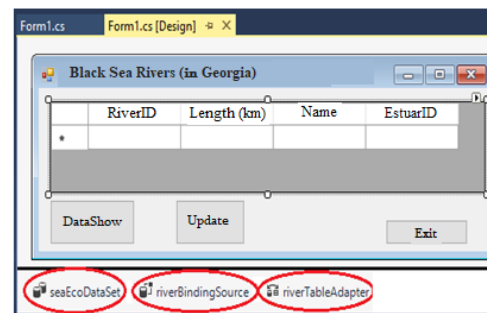 Form1.cs Form1.cs [Design]
Black Sea Rivers (in Georgia)
RiverID Length (km) Name EstuarID
DataShow Update Exit
seaEcoDataSet riverBindingSource riverTableAdapter